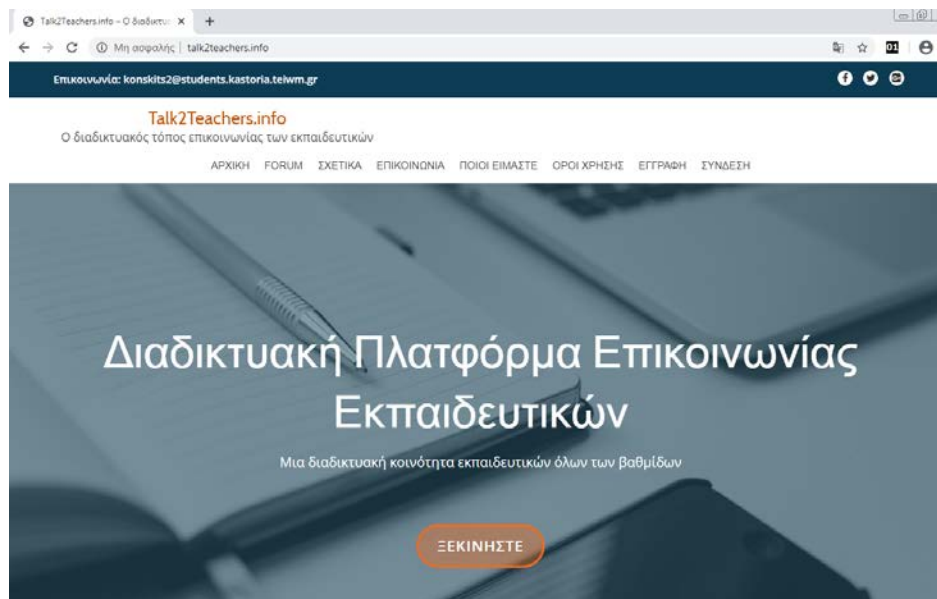 Talk2Teachers.info – Ο διαδικτυα
Μη ασφαλής | talk2teachers.info
01
Επικοινωνία: konskits2@students.kastoria.teiwm.gr
Talk2Teachers.info
Ο διαδικτυακός τόπος επικοινωνίας των εκπαιδευτικών
ΑΡΧΙΚΗ FORUM ΣΧΕΤΙΚΑ ΕΠΙΚΟΙΝΩΝΙΑ ΠΟΙΟΙ ΕΙΜΑΣΤΕ ΟΡΟΙ ΧΡΗΣΗΣ ΕΓΓΡΑΦΗ ΣΥΝΔΕΣΗ
Διαδικτυακή Πλατφόρμα Επικοινωνίας
Εκπαιδευτικών
Μια διαδικτυακή κοινότητα εκπαιδευτικών όλων των βαθμίδων
ΞΕΚΙΝΗΣΤΕ